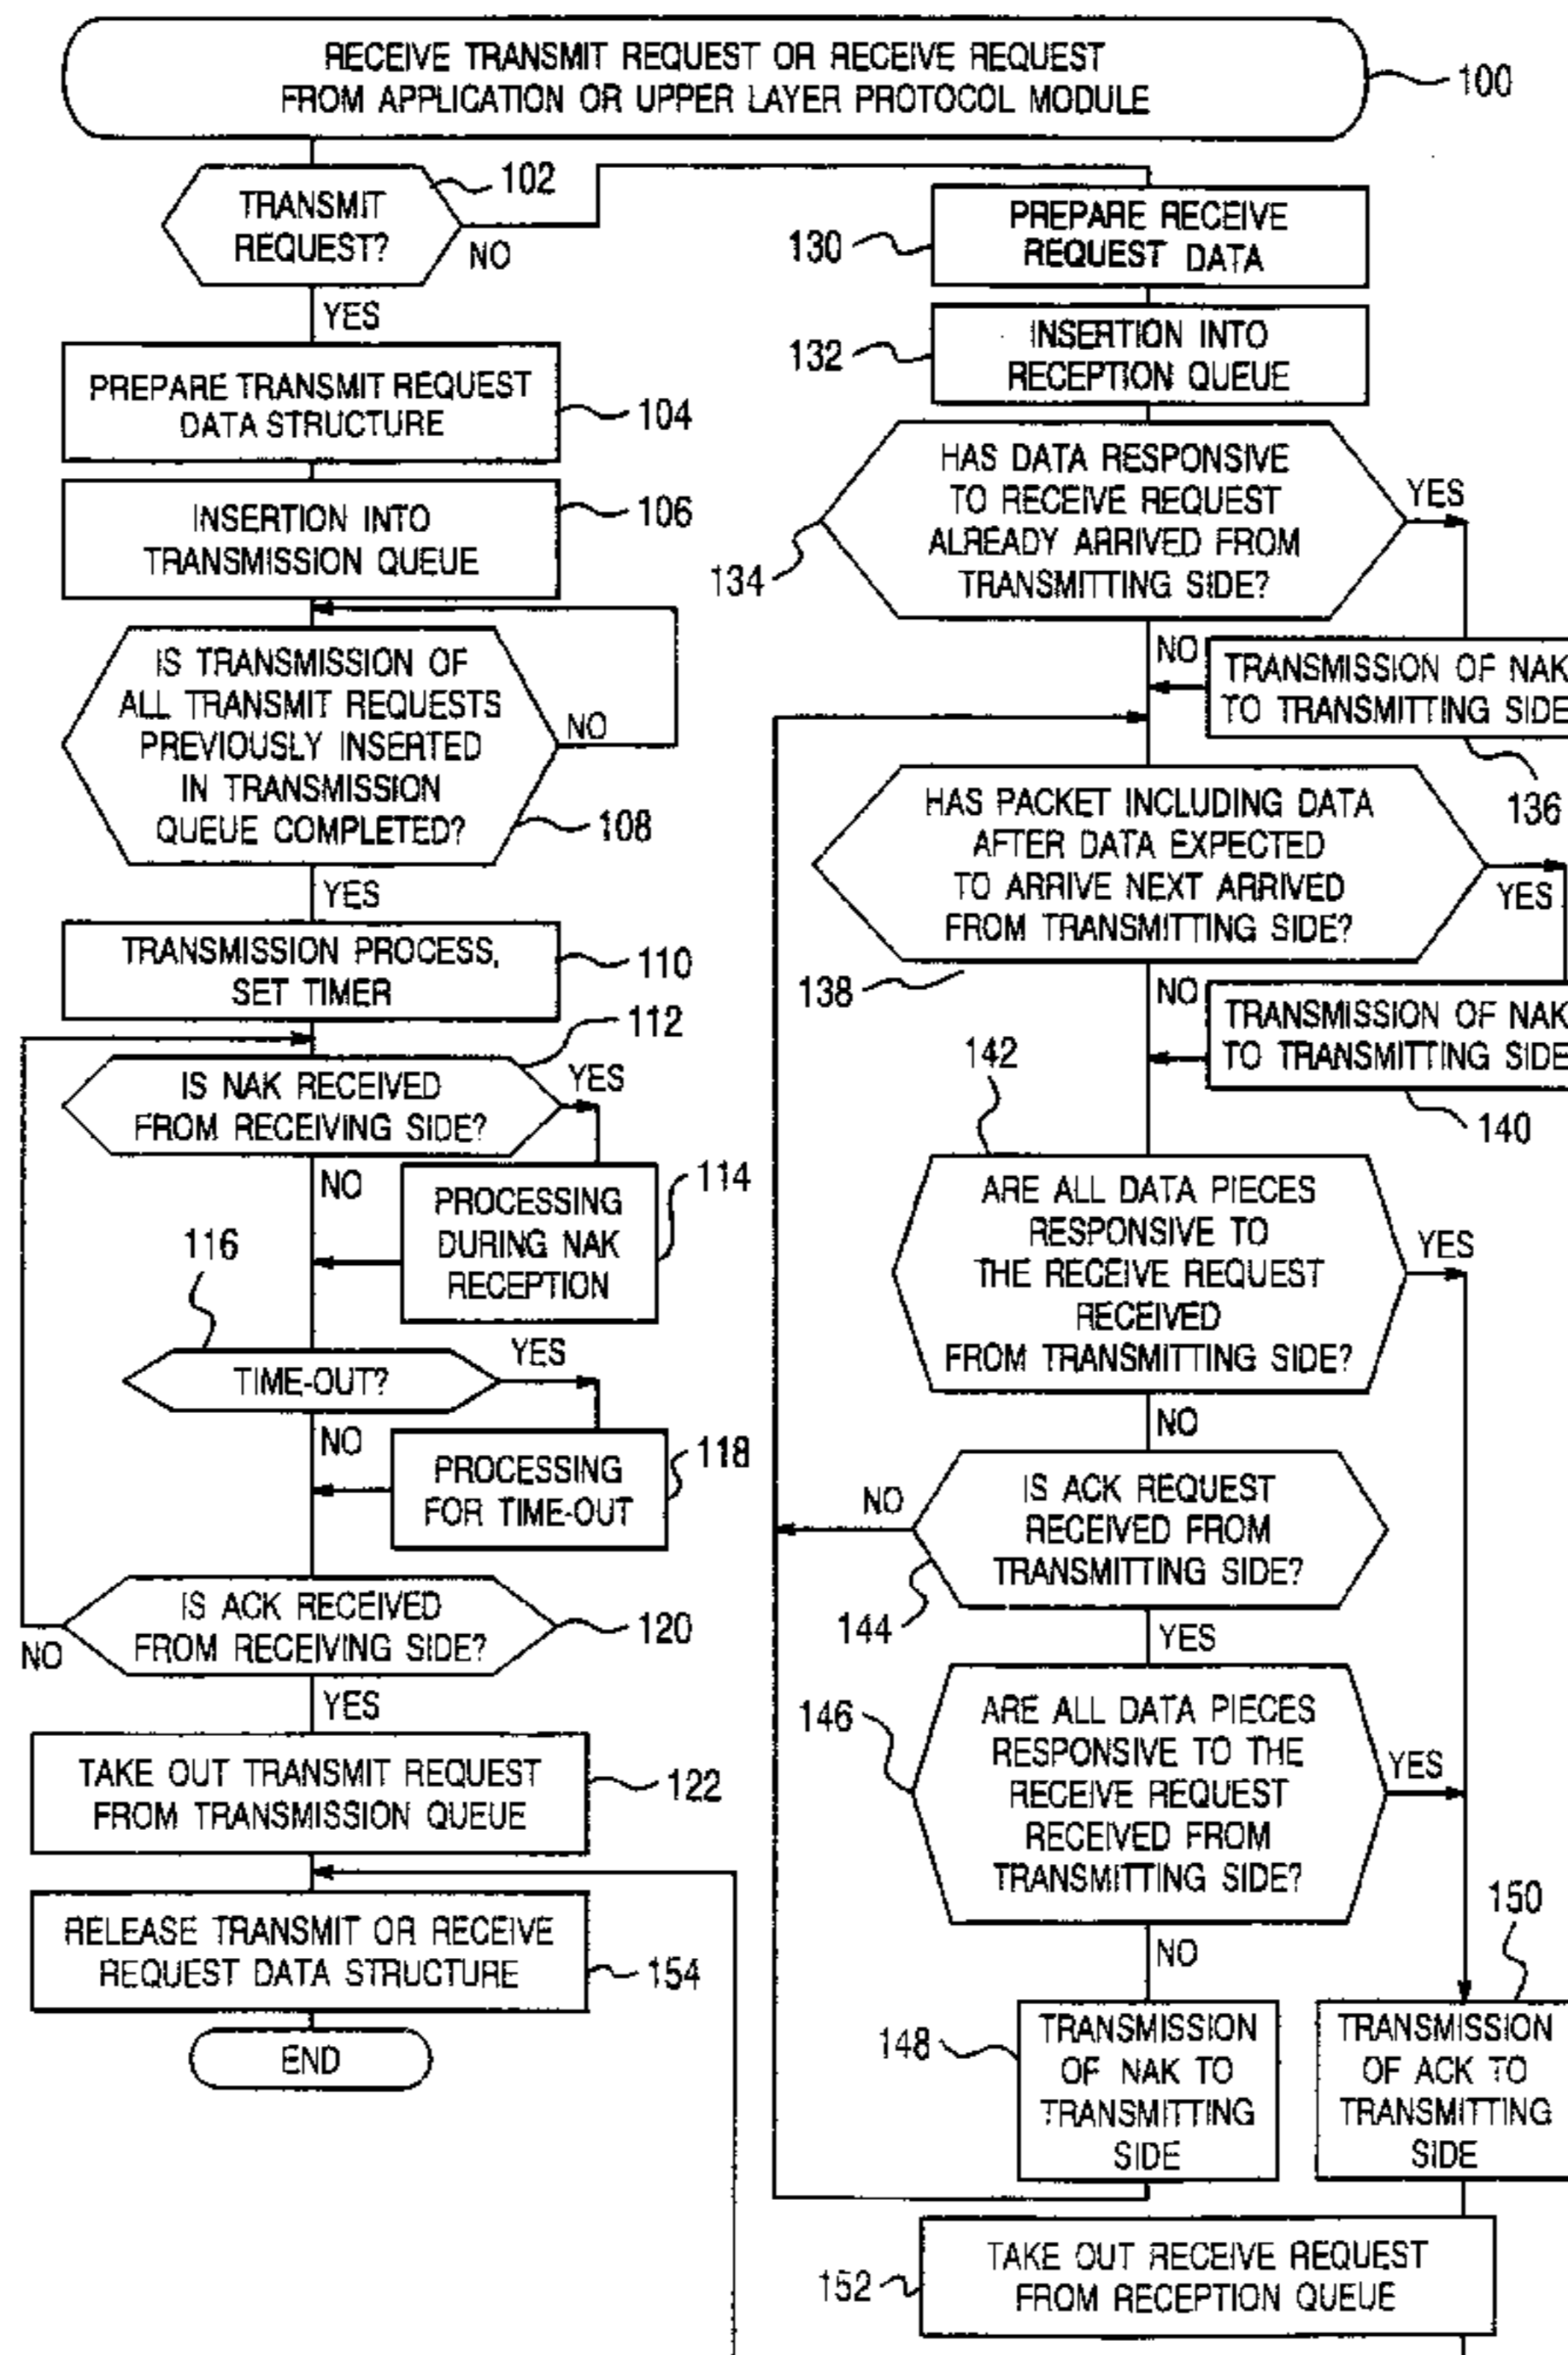 RECEIVE TRANSMIT REQUEST OR RECEIVE REQUEST
FROM APPLICATION OR UPPER LAYER PROTOCOL MODULE
100
TRANSMIT
REQUEST?
102
NO
YES
PREPARE TRANSMIT REQUEST
DATA STRUCTURE
104
INSERTION INTO
TRANSMISSION QUEUE
106
IS TRANSMISSION OF
ALL TRANSMIT REQUESTS
PREVIOUSLY INSERTED
IN TRANSMISSION
QUEUE COMPLETED?
NO
108
YES
TRANSMISSION PROCESS,
SET TIMER
110
112
IS NAK RECEIVED
FROM RECEIVING SIDE?
YES
NO
PROCESSING
DURING NAK
RECEPTION
114
116
TIME-OUT?
YES
NO
PROCESSING
FOR TIME-OUT
118
IS ACK RECEIVED
FROM RECEIVING SIDE?
120
NO
YES
TAKE OUT TRANSMIT REQUEST
FROM TRANSMISSION QUEUE
122
RELEASE TRANSMIT OR RECEIVE
REQUEST DATA STRUCTURE
154
END
PREPARE RECEIVE
REQUEST DATA
130
INSERTION INTO
RECEPTION QUEUE
132
HAS DATA RESPONSIVE
TO RECEIVE REQUEST
ALREADY ARRIVED FROM
TRANSMITTING SIDE?
YES
134
NO
TRANSMISSION OF NAK
TO TRANSMITTING SIDE
136
HAS PACKET INCLUDING DATA
AFTER DATA EXPECTED
TO ARRIVE NEXT ARRIVED
FROM TRANSMITTING SIDE?
YES
138
NO
TRANSMISSION OF NAK
TO TRANSMITTING SIDE
140
142
ARE ALL DATA PIECES
RESPONSIVE TO
THE RECEIVE REQUEST
RECEIVED
FROM TRANSMITTING SIDE?
YES
NO
IS ACK REQUEST
RECEIVED FROM
TRANSMITTING SIDE?
NO
144
YES
ARE ALL DATA PIECES
RESPONSIVE TO THE
RECEIVE REQUEST
RECEIVED FROM
TRANSMITTING SIDE?
146
YES
NO
150
TRANSMISSION
OF NAK TO
TRANSMITTING
SIDE
148
TRANSMISSION
OF ACK TO
TRANSMITTING
SIDE
TAKE OUT RECEIVE REQUEST
FROM RECEPTION QUEUE
152